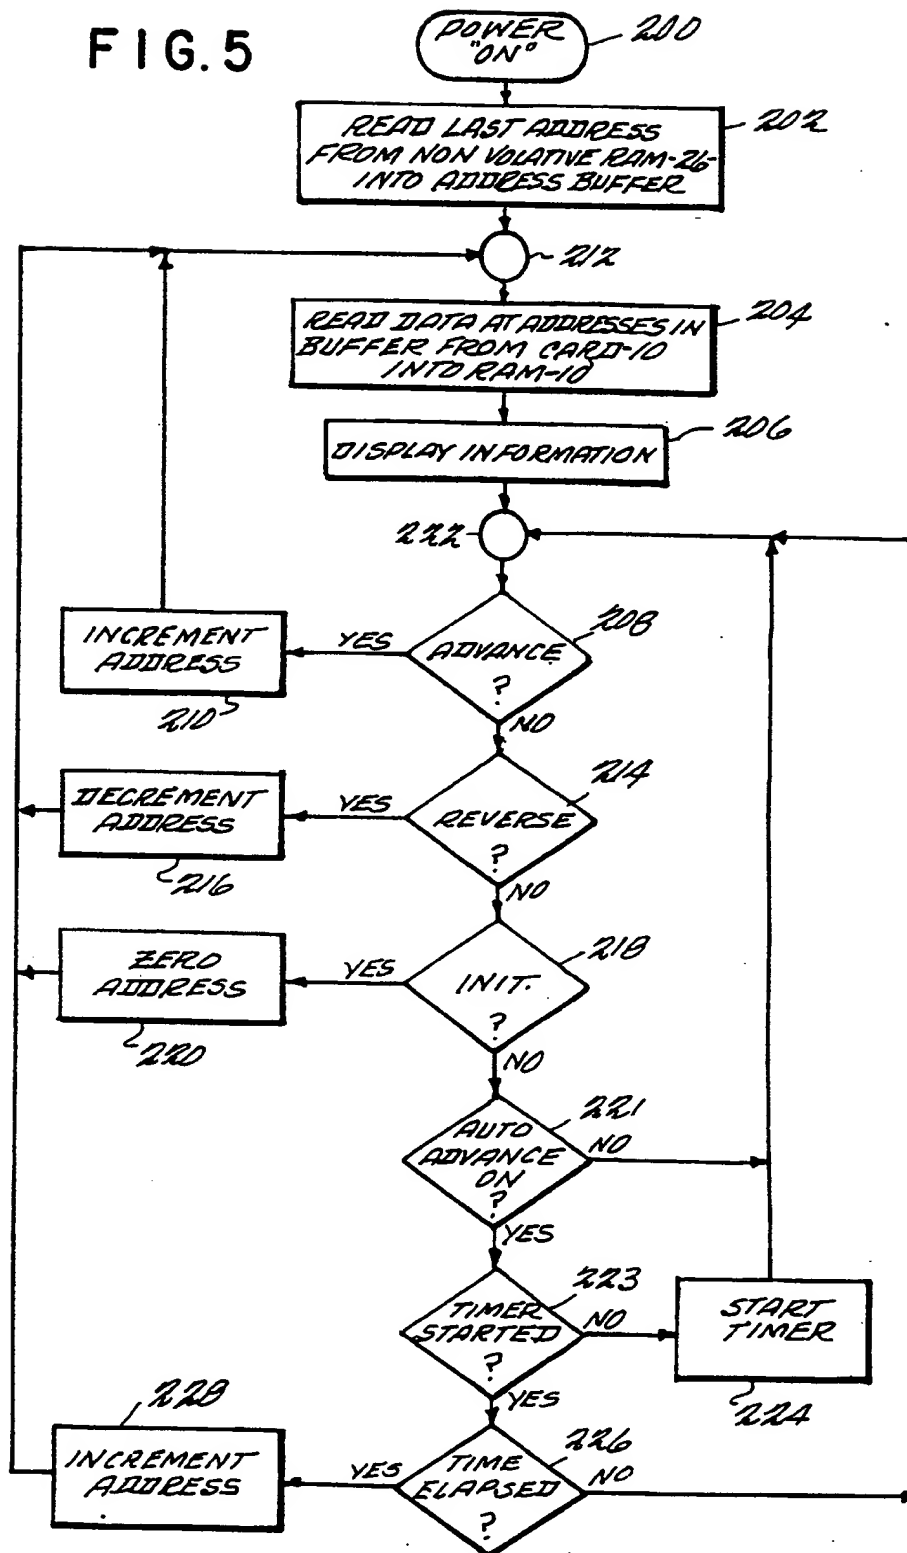 FIG. 5
POWER
"ON"
200
READ LAST ADDRESS
FROM NON VOLATIVE RAM-26-
INTO ADDRESS BUFFER
202
212
READ DATA AT ADDRESSES IN
BUFFER FROM CARD-10
INTO RAM-10
204
DISPLAY INFORMATION
206
222
ADVANCE
?
208
YES
INCREMENT
ADDRESS
210
NO
REVERSE
?
214
YES
DECREMENT
ADDRESS
216
NO
INIT.
?
218
YES
ZERO
ADDRESS
220
NO
AUTO
ADVANCE
ON
?
221
NO
YES
TIMER
STARTED
?
223
NO
START
TIMER
224
YES
TIME
ELAPSED
?
226
NO
YES
INCREMENT
ADDRESS
228